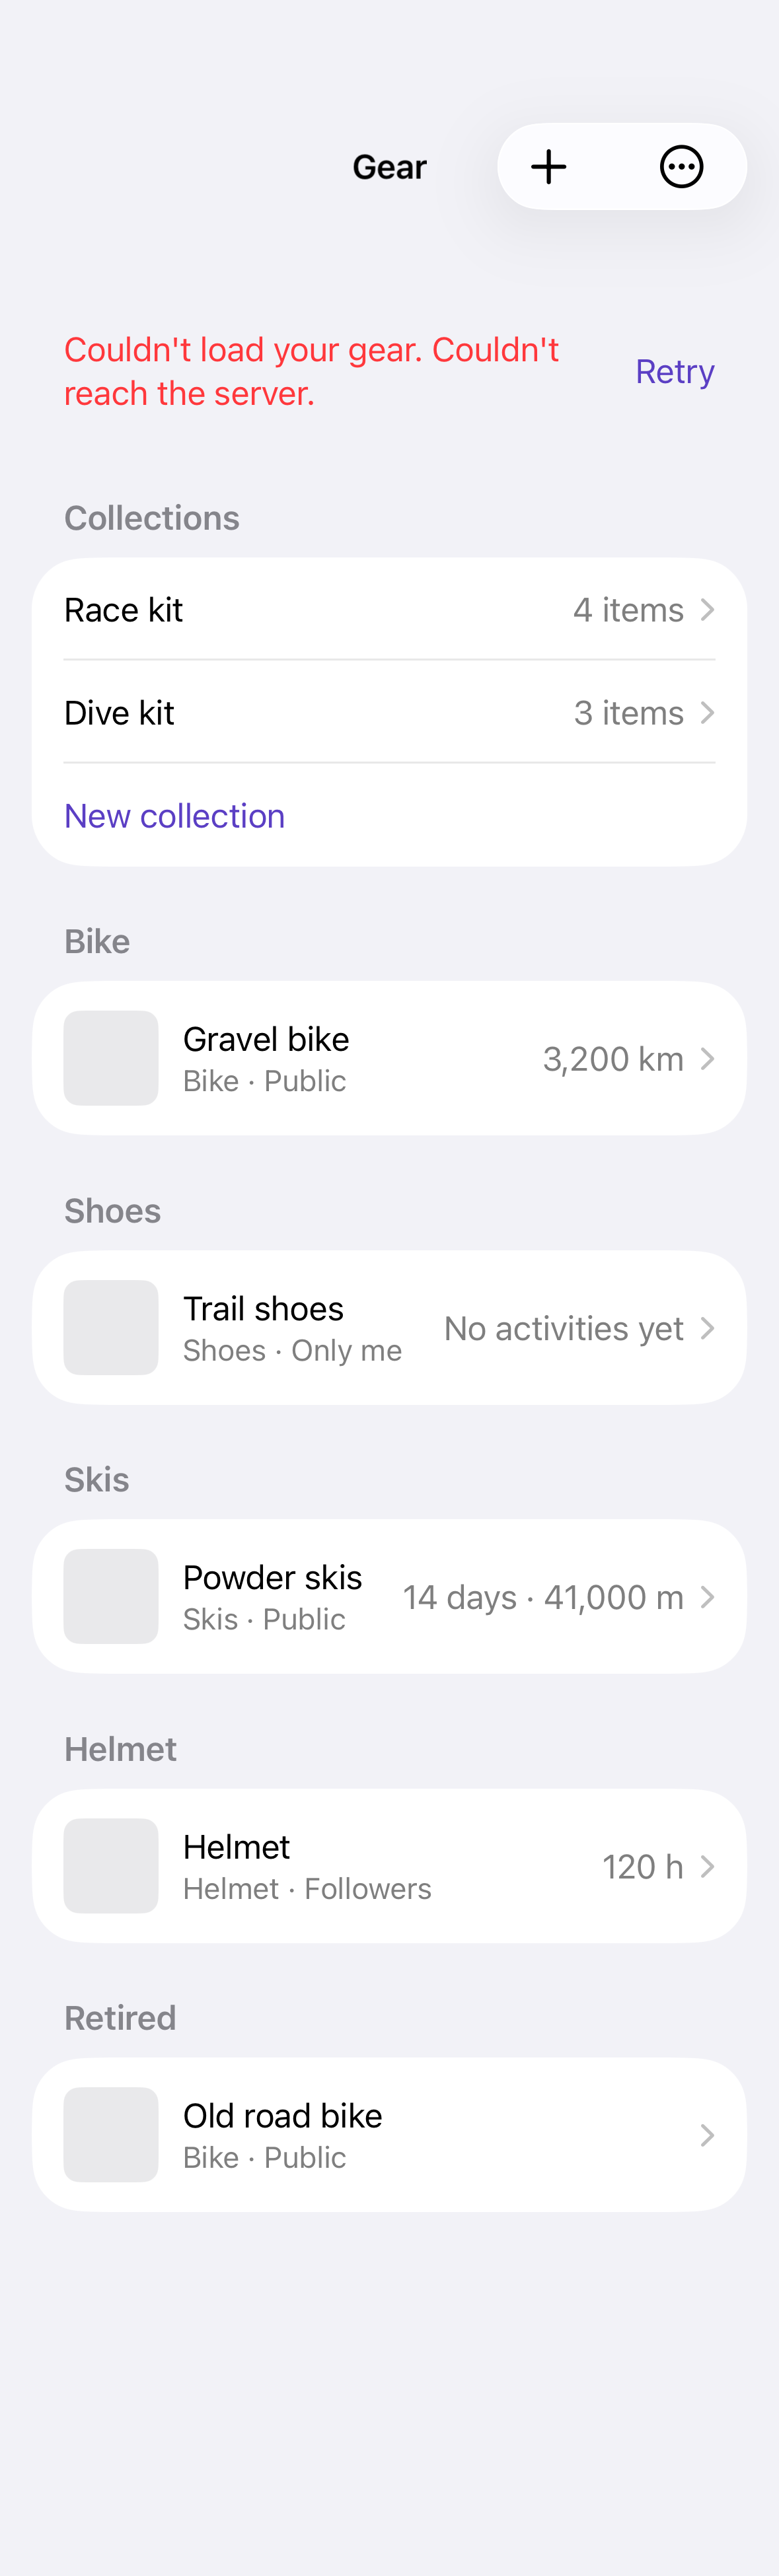 Gear
Couldn't load your gear. Couldn't
reach the server.
Retry
Collections
Race kit
4 items
Dive kit
3 items
New collection
Bike
Gravel bike
Bike · Public
3,200 km
Shoes
Trail shoes
Shoes · Only me
No activities yet
Skis
Powder skis
Skis · Public
14 days · 41,000 m
Helmet
Helmet
Helmet · Followers
120 h
Retired
Old road bike
Bike · Public